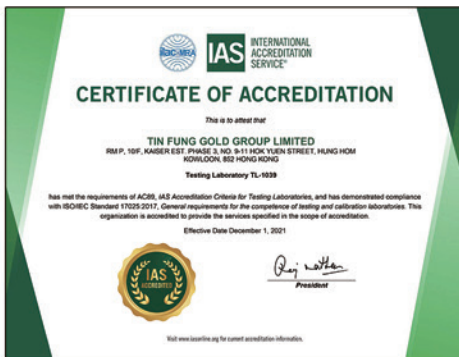 ilac-MRA
IAS
INTERNATIONAL
ACCREDITATION
SERVICE®
CERTIFICATE OF ACCREDITATION
This is to attest that
TIN FUNG GOLD GROUP LIMITED
RM P, 10/F, KAISER EST. PHASE 3, NO. 9-11 HOK YUEN STREET, HUNG HOM
KOWLOON, 852 HONG KONG
Testing Laboratory TL-1039
has met the requirements of AC89, IAS Accreditation Criteria for Testing Laboratories, and has demonstrated compliance
with ISO/IEC Standard 17025:2017, General requirements for the competence of testing and calibration laboratories. This
organization is accredited to provide the services specified in the scope of accreditation.
Effective Date December 1, 2021
IAS
ACCREDITED
President
Visit www.iasonline.org for current accreditation information.